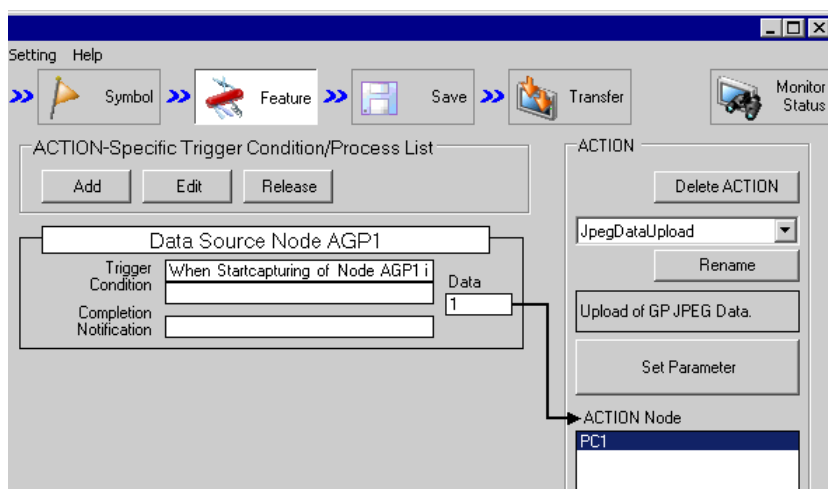 Setting Help
Symbol Feature Save Transfer Monitor Status
ACTION-Specific Trigger Condition/Process List
Add Edit Release
Data Source Node AGP1
Trigger Condition
When Startcapturing of Node AGP1 i
Data
1
Completion Notification
ACTION
Delete ACTION
JpegDataUpload
Rename
Upload of GP JPEG Data.
Set Parameter
ACTION Node
PC1